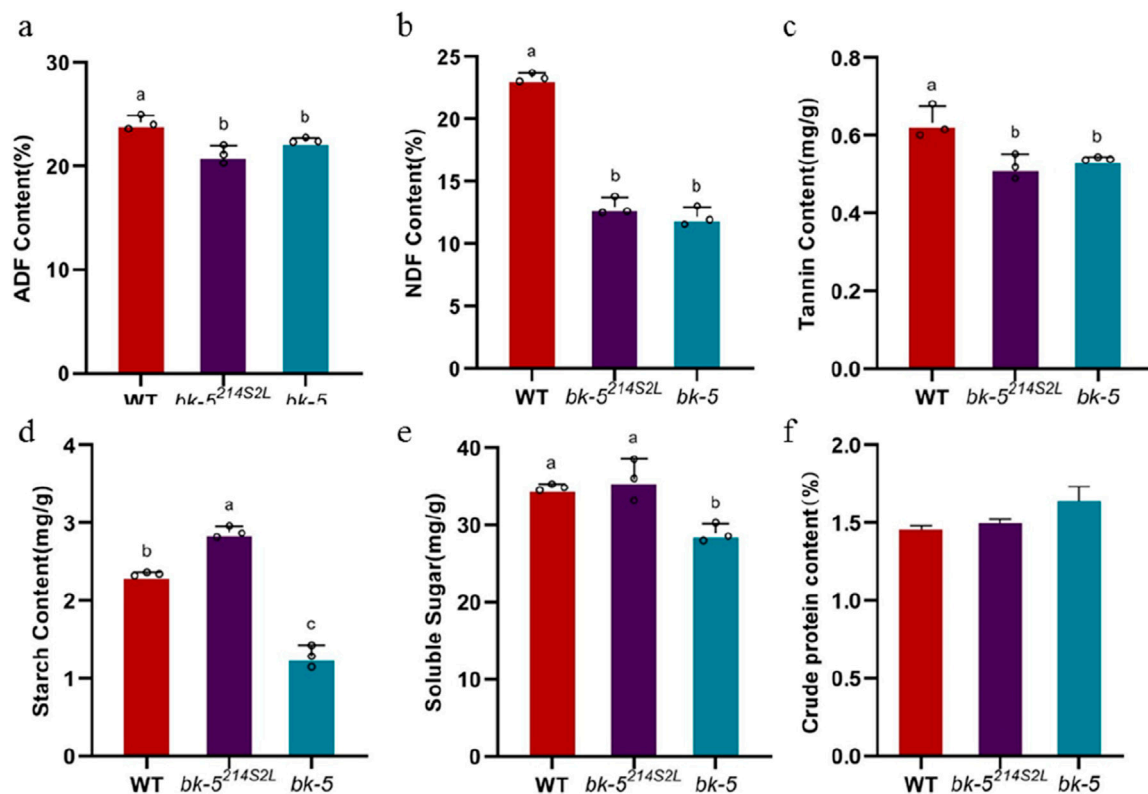 a
ADF Content(%)
30
20
10
0
a
b
b
WT bk-5214S2L bk-5
b
NDF Content(%)
25
20
15
10
5
0
a
b
b
WT bk-5214S2L bk-5
c
Tannin Content(mg/g)
0.8
0.6
0.4
0.2
0.0
a
b
b
WT bk-5214S2L bk-5
d
Starch Content(mg/g)
4
3
2
1
0
b
a
c
WT bk-5214S2L bk-5
e
Soluble Sugar(mg/g)
40
30
20
10
0
a
a
b
WT bk-5214S2L bk-5
f
Crude protein content(%)
2.0
1.5
1.0
0.5
0.0
WT bk-5214S2L bk-5